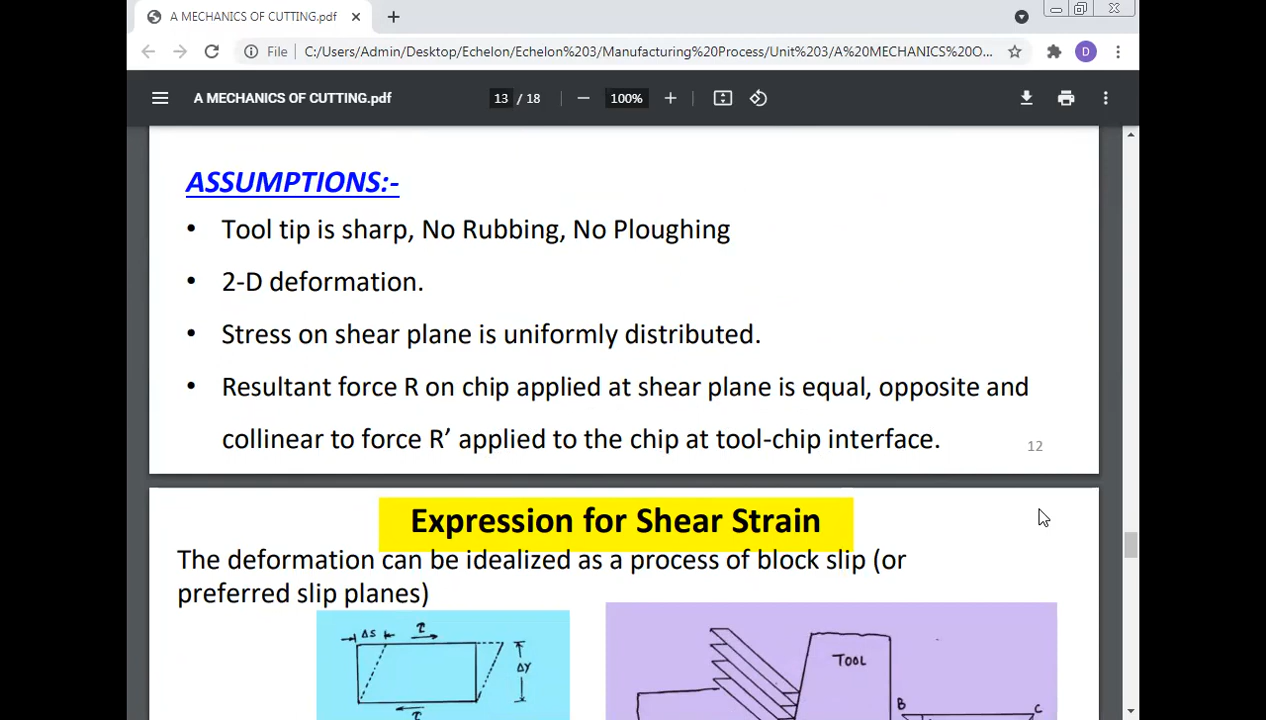 A MECHANICS OF CUTTING.pdf
File C:/Users/Admin/Desktop/Echelon/Echelon%203/Manufacturing%20Process/Unit%203/A%20MECHANICS%20O... D
A MECHANICS OF CUTTING.pdf 13 / 18 100%
ASSUMPTIONS:-
• Tool tip is sharp, No Rubbing, No Ploughing
• 2-D deformation.
• Stress on shear plane is uniformly distributed.
• Resultant force R on chip applied at shear plane is equal, opposite and
collinear to force R’ applied to the chip at tool-chip interface.
12
Expression for Shear Strain
The deformation can be idealized as a process of block slip (or
preferred slip planes)
ΔS τ
ΔY
τ
TOOL
B C